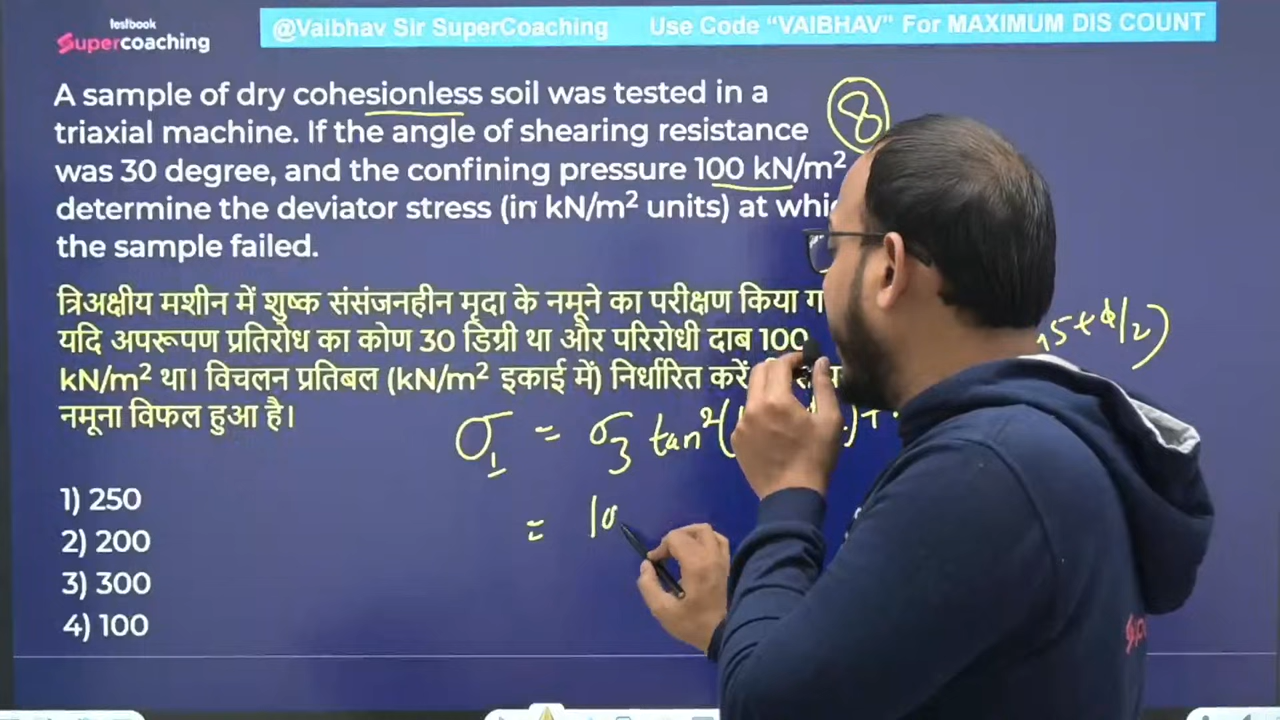 testbook
Supercoaching
@Vaibhav Sir SuperCoaching Use Code “VAIBHAV” For MAXIMUM DIS COUNT
A sample of dry cohesionless soil was tested in a
triaxial machine. If the angle of shearing resistance
was 30 degree, and the confining pressure 100 kN/m²
determine the deviator stress (in kN/m² units) at
the sample failed.
8
त्रिअक्षीय मशीन में शुष्क संसंजनहीन मृदा के नमूने का परीक्षण किया
यदि अपरूपण प्रतिरोध का कोण 30 डिग्री था और परिरोधी दाब 100
kN/m² था। विचलन प्रतिबल (kN/m² इकाई में) निर्धारित करें
नमूना विफल हुआ है।
σ₁ = σ₃ tan²(
= 10
1) 250
2) 200
3) 300
4) 100